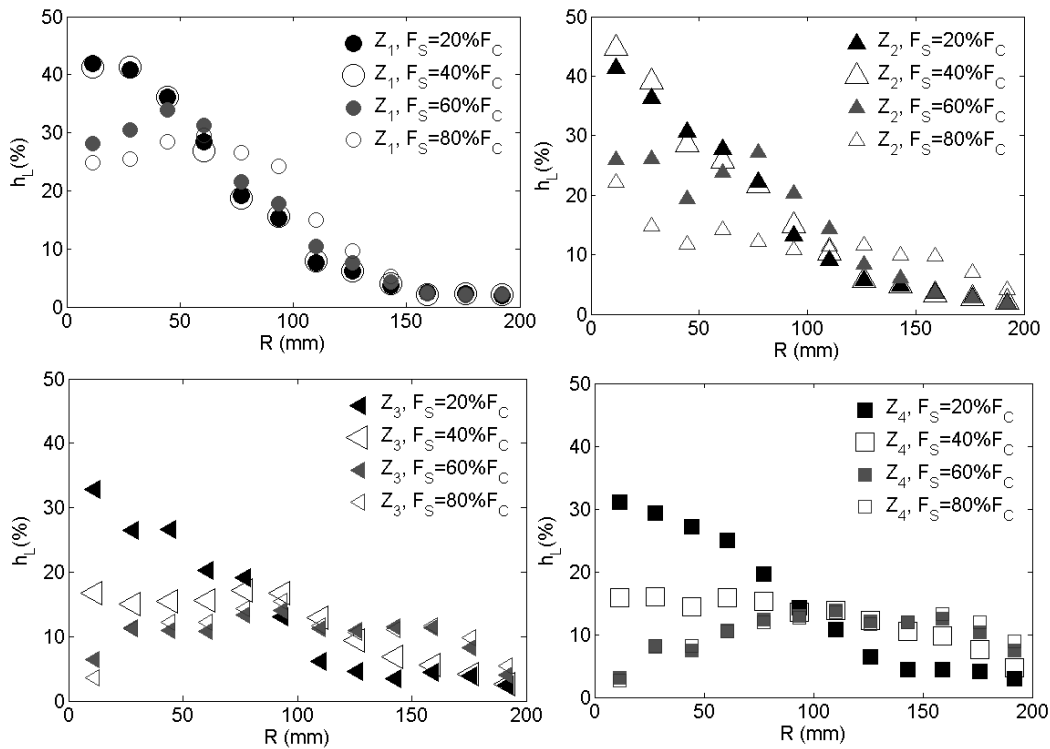 50
40
30
20
10
0
h_L(%)
Z_1, F_S=20%F_C
Z_1, F_S=40%F_C
Z_1, F_S=60%F_C
Z_1, F_S=80%F_C
0 50 100 150 200
R (mm)
50
40
30
20
10
0
h_L(%)
Z_2, F_S=20%F_C
Z_2, F_S=40%F_C
Z_2, F_S=60%F_C
Z_2, F_S=80%F_C
0 50 100 150 200
R (mm)
50
40
30
20
10
0
h_L(%)
Z_3, F_S=20%F_C
Z_3, F_S=40%F_C
Z_3, F_S=60%F_C
Z_3, F_S=80%F_C
0 50 100 150 200
R (mm)
50
40
30
20
10
0
h_L(%)
Z_4, F_S=20%F_C
Z_4, F_S=40%F_C
Z_4, F_S=60%F_C
Z_4, F_S=80%F_C
0 50 100 150 200
R (mm)